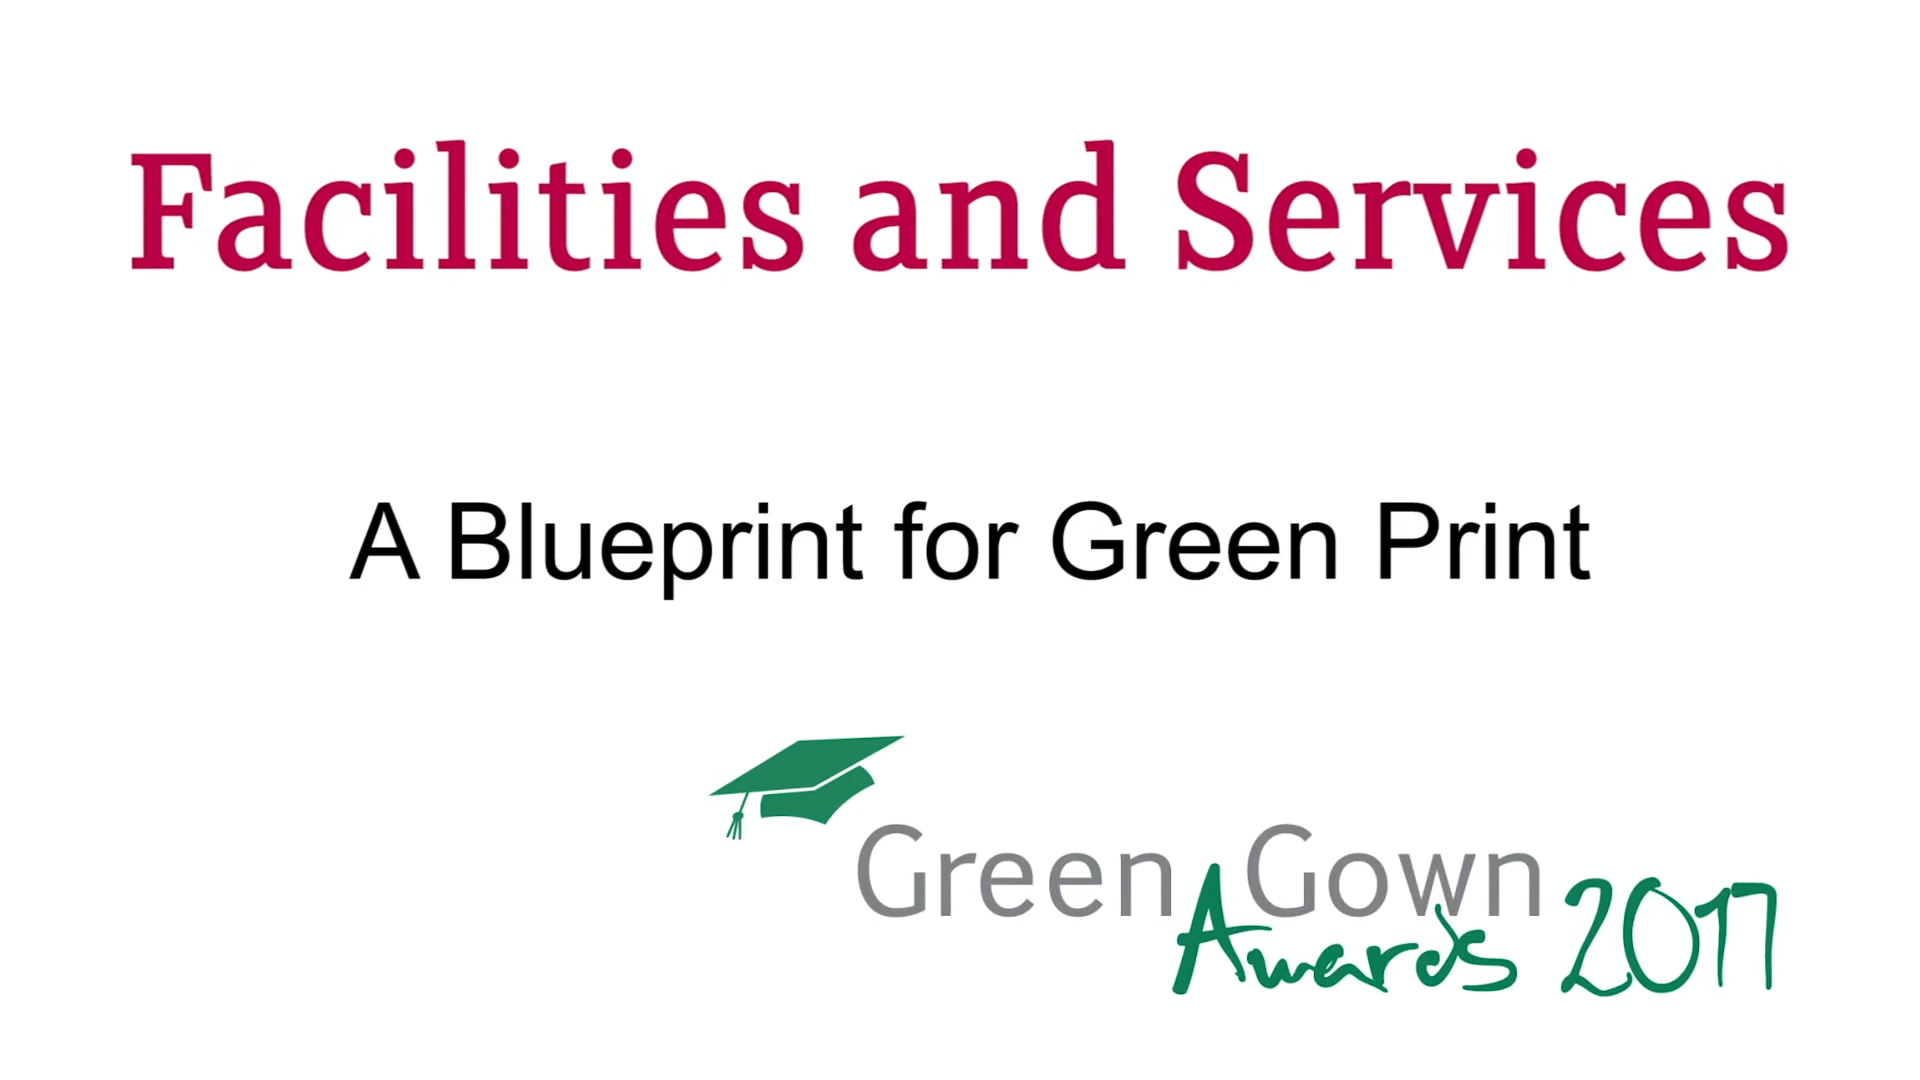 Facilities and Services
A Blueprint for Green Print
Green Gown
Awards 2017